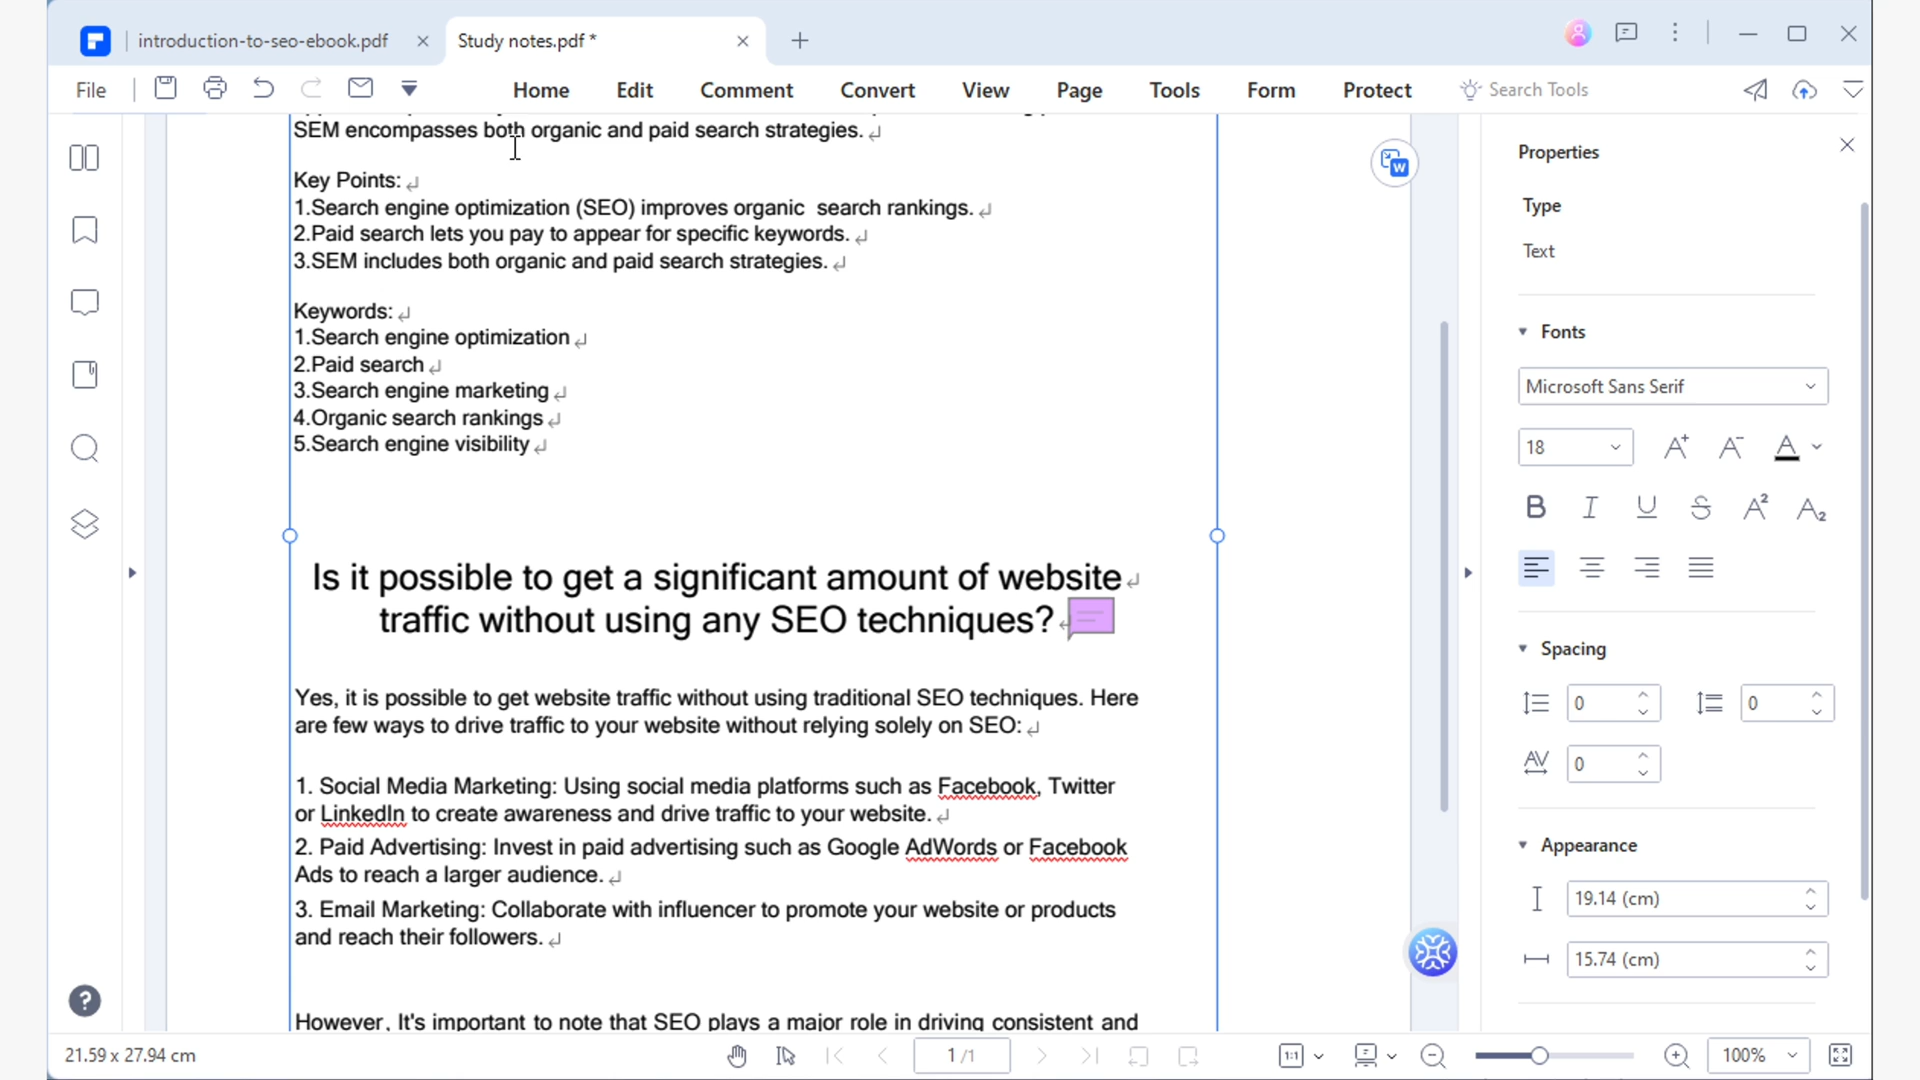 introduction-to-seo-ebook.pdf
Study notes.pdf *
File
Home
Edit
Comment
Convert
View
Page
Tools
Form
Protect
Search Tools
SEM encompasses both organic and paid search strategies.
Key Points:
1.Search engine optimization (SEO) improves organic  search rankings.
2.Paid search lets you pay to appear for specific keywords.
3.SEM includes both organic and paid search strategies.
Keywords:
1.Search engine optimization
2.Paid search
3.Search engine marketing
4.Organic search rankings
5.Search engine visibility
Is it possible to get a significant amount of website
traffic without using any SEO techniques?
Yes, it is possible to get website traffic without using traditional SEO techniques. Here
are few ways to drive traffic to your website without relying solely on SEO:
1. Social Media Marketing: Using social media platforms such as Facebook, Twitter
or LinkedIn to create awareness and drive traffic to your website.
2. Paid Advertising: Invest in paid advertising such as Google AdWords or Facebook
Ads to reach a larger audience.
3. Email Marketing: Collaborate with influencer to promote your website or products
and reach their followers.
However, It's important to note that SEO plays a major role in driving consistent and
Properties
Type
Text
Fonts
Microsoft Sans Serif
18
Spacing
0
0
0
Appearance
19.14 (cm)
15.74 (cm)
21.59 x 27.94 cm
1 /1
1:1
100%